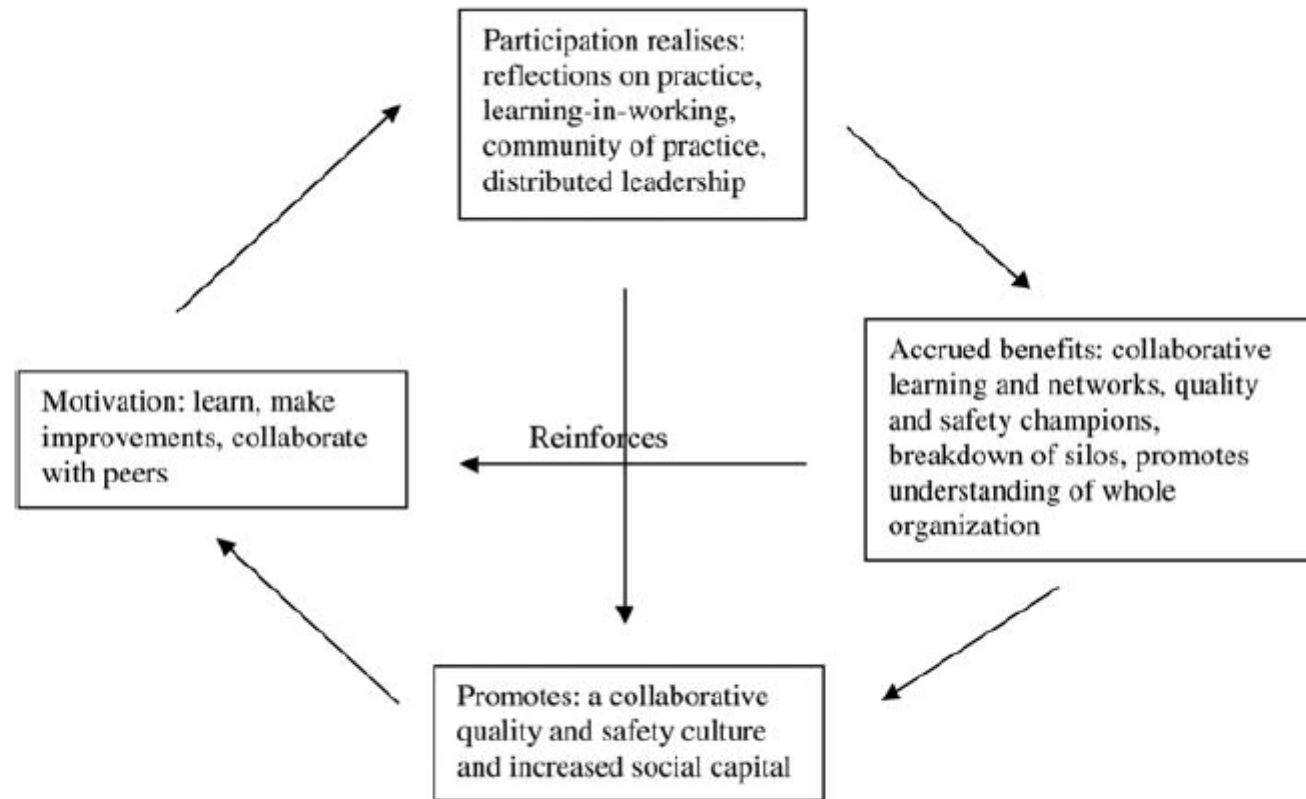 Participation realises:
reflections on practice,
learning-in-working,
community of practice,
distributed leadership
Accrued benefits: collaborative
learning and networks, quality
and safety champions,
breakdown of silos, promotes
understanding of whole
organization
Motivation: learn, make
improvements, collaborate
with peers
Reinforces
Promotes: a collaborative
quality and safety culture
and increased social capital